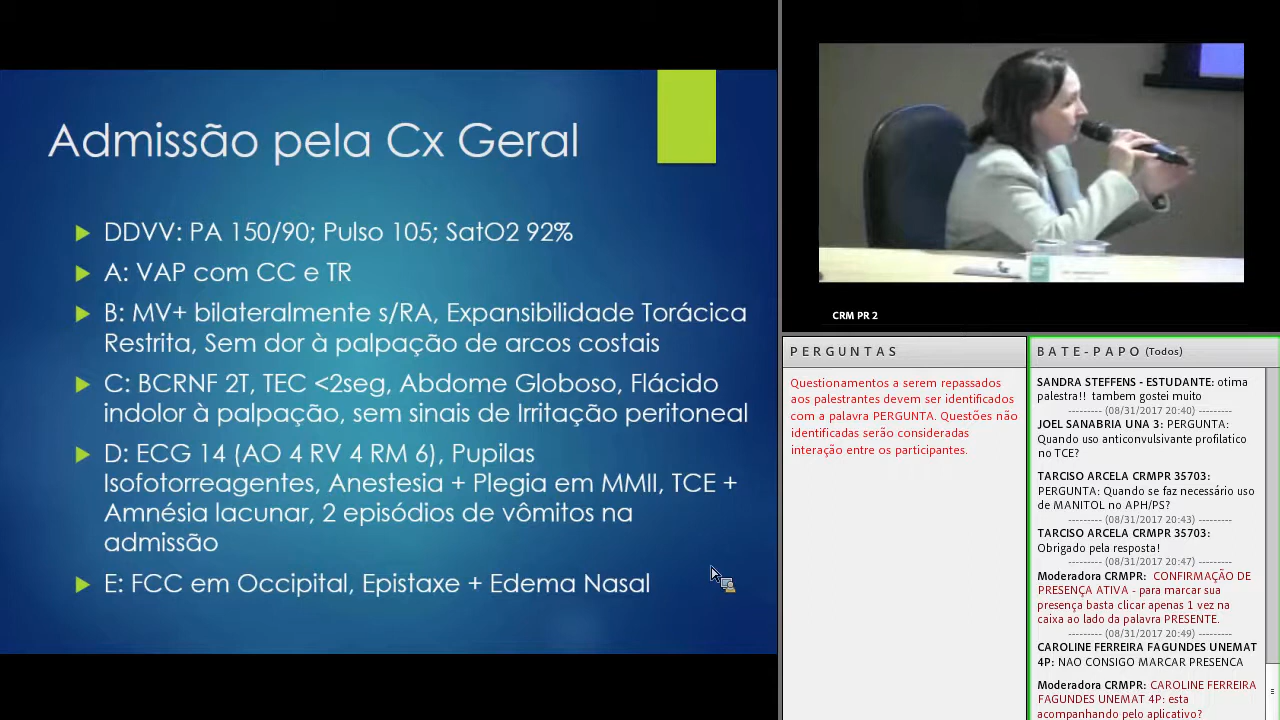 Admissão pela Cx Geral
DDVV: PA 150/90; Pulso 105; SatO2 92%
A: VAP com CC e TR
B: MV+ bilateralmente s/RA, Expansibilidade Torácica
Restrita, Sem dor à palpação de arcos costais
C: BCRNF 2T, TEC <2seg, Abdome Globoso, Flácido
indolor à palpação, sem sinais de Irritação peritoneal
D: ECG 14 (AO 4 RV 4 RM 6), Pupilas
Isofotorreagentes, Anestesia + Plegia em MMII, TCE +
Amnésia lacunar, 2 episódios de vômitos na
admissão
E: FCC em Occipital, Epistaxe + Edema Nasal
CRM PR 2
PERGUNTAS
Questionamentos a serem repassados
aos palestrantes devem ser identificados
com a palavra PERGUNTA. Questões não
identificadas serão consideradas
interação entre os participantes.
BATE-PAPO (Todos)
SANDRA STEFFENS - ESTUDANTE: otima
palestra!! tambem gostei muito
--------- (08/31/2017 20:40) ---------
JOEL SANABRIA UNA 3: PERGUNTA:
Quando uso anticonvulsivante profilatico
no TCE?
TARCISO ARCELA CRMPR 35703:
PERGUNTA: Quando se faz necessário uso
de MANITOL no APH/PS?
--------- (08/31/2017 20:43) ---------
TARCISO ARCELA CRMPR 35703:
Obrigado pela resposta!
--------- (08/31/2017 20:47) ---------
Moderadora CRMPR: CONFIRMAÇÃO DE
PRESENÇA ATIVA - para marcar sua
presença basta clicar apenas 1 vez na
caixa ao lado da palavra PRESENTE.
--------- (08/31/2017 20:49) ---------
CAROLINE FERREIRA FAGUNDES UNEMAT
4P: NAO CONSIGO MARCAR PRESENCA
Moderadora CRMPR: CAROLINE FERREIRA
FAGUNDES UNEMAT 4P: esta
acompanhando pelo aplicativo?